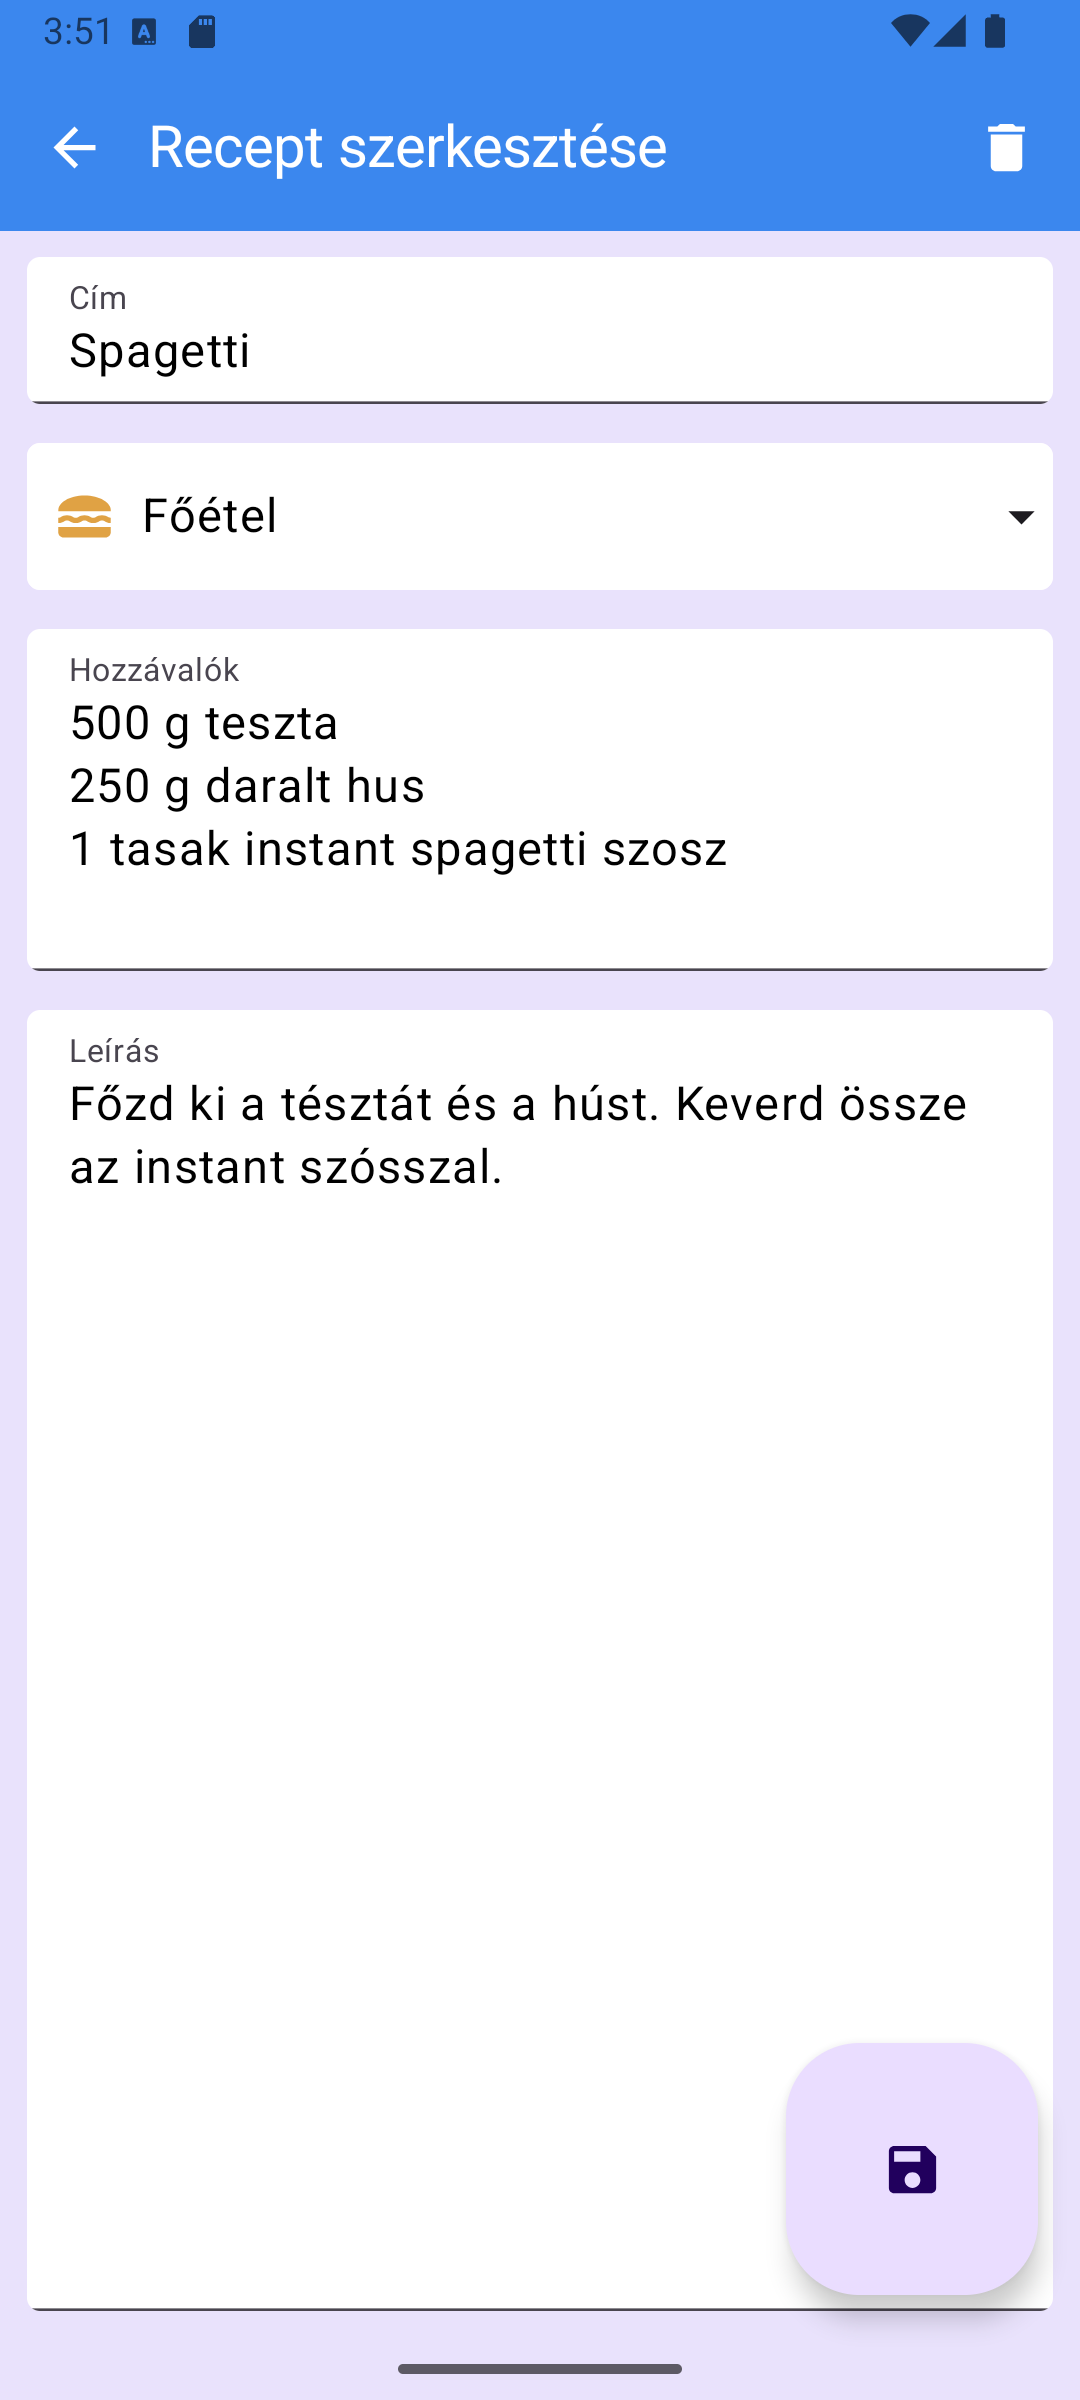 3:51
Recept szerkesztése
Cím
Spagetti
Főétel
Hozzávalók
500 g teszta
250 g daralt hus
1 tasak instant spagetti szosz
Leírás
Főzd ki a tésztát és a húst. Keverd össze
az instant szósszal.